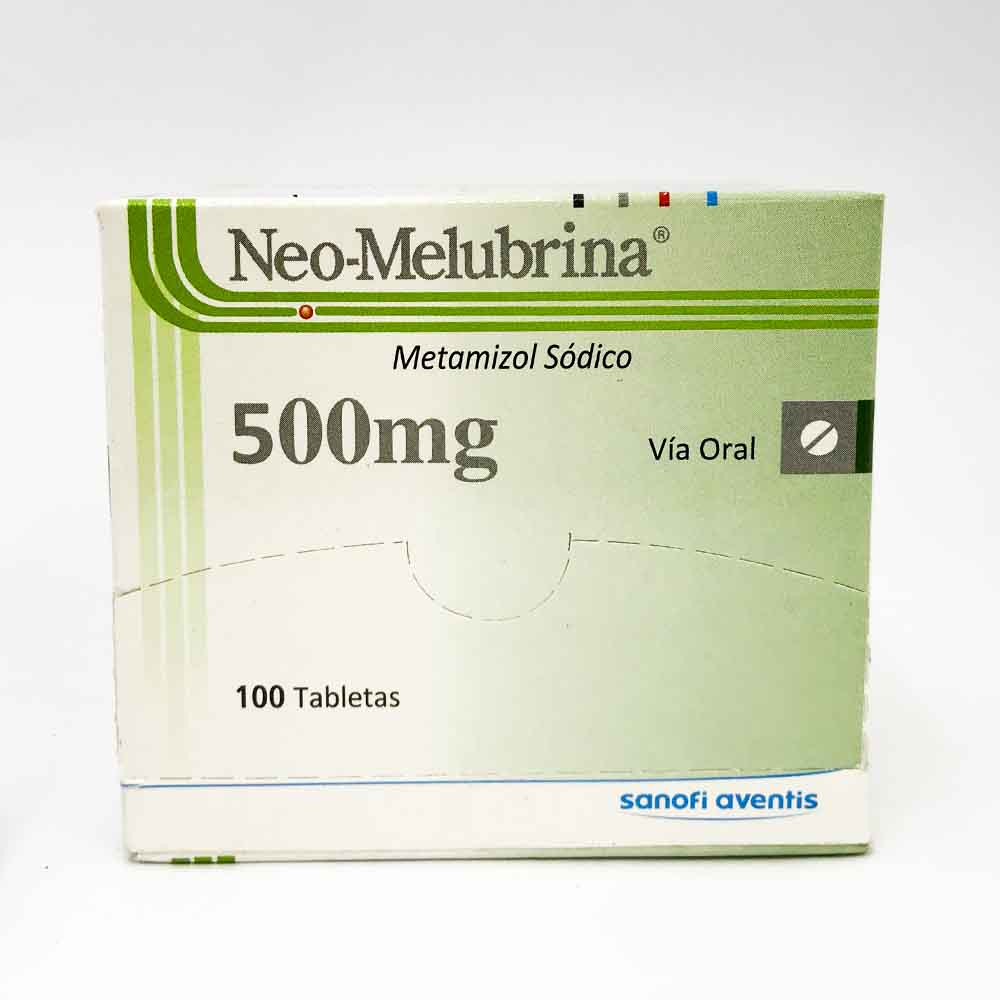 Neo-Melubrina®
Metamizol Sódico
500mg
Vía Oral
100 Tabletas
sanofi aventis